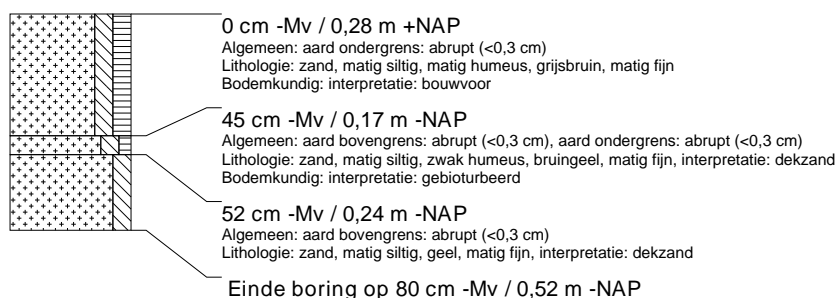 0 cm -Mv / 0,28 m +NAP
Algemeen: aard ondergrens: abrupt (<0,3 cm)
Lithologie: zand, matig siltig, matig humeus, grijsbruin, matig fijn
Bodemkundig: interpretatie: bouwvoor
45 cm -Mv / 0,17 m -NAP
Algemeen: aard bovengrens: abrupt (<0,3 cm), aard ondergrens: abrupt (<0,3 cm)
Lithologie: zand, matig siltig, zwak humeus, bruingeel, matig fijn, interpretatie: dekzand
Bodemkundig: interpretatie: gebioturbeerd
52 cm -Mv / 0,24 m -NAP
Algemeen: aard bovengrens: abrupt (<0,3 cm)
Lithologie: zand, matig siltig, geel, matig fijn, interpretatie: dekzand
Einde boring op 80 cm -Mv / 0,52 m -NAP